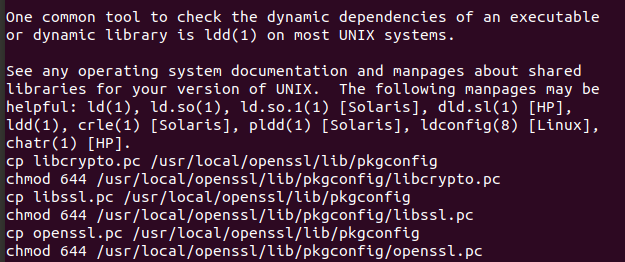 One common tool to check the dynamic dependencies of an executable
or dynamic library is ldd(1) on most UNIX systems.
See any operating system documentation and manpages about shared
libraries for your version of UNIX.  The following manpages may be
helpful: ld(1), ld.so(1), ld.so.1(1) [Solaris], dld.sl(1) [HP],
ldd(1), crle(1) [Solaris], pldd(1) [Solaris], ldconfig(8) [Linux],
chatr(1) [HP].
cp libcrypto.pc /usr/local/openssl/lib/pkgconfig
chmod 644 /usr/local/openssl/lib/pkgconfig/libcrypto.pc
cp libssl.pc /usr/local/openssl/lib/pkgconfig
chmod 644 /usr/local/openssl/lib/pkgconfig/libssl.pc
cp openssl.pc /usr/local/openssl/lib/pkgconfig
chmod 644 /usr/local/openssl/lib/pkgconfig/openssl.pc